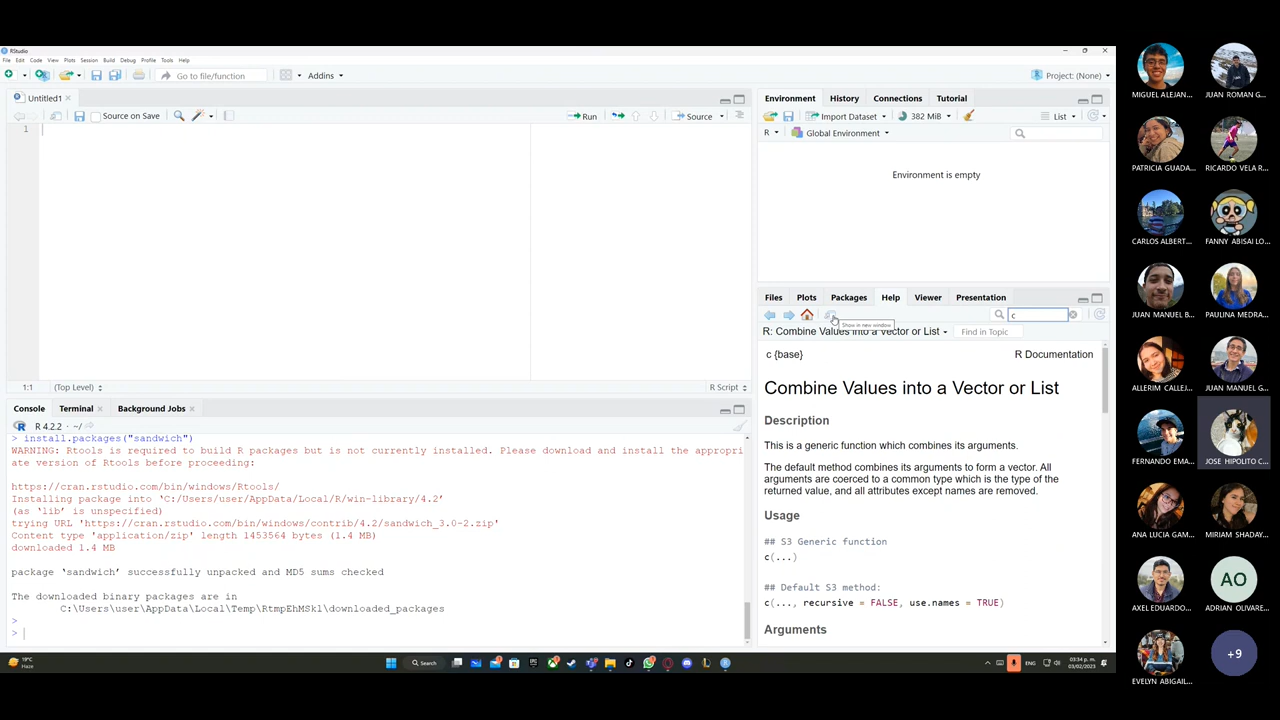 RStudio
File Edit Code View Plots Session Build Debug Profile Tools Help
Go to file/function
Addins
Project: (None)
Untitled1
Source on Save
Run
Source
1
1:1
(Top Level)
R Script
Console Terminal Background Jobs
R 4.2.2 · ~/
> install.packages("sandwich")
WARNING: Rtools is required to build R packages but is not currently installed. Please download and install the appropri
ate version of Rtools before proceeding:
https://cran.rstudio.com/bin/windows/Rtools/
Installing package into ‘C:/Users/user/AppData/Local/R/win-library/4.2’
(as ‘lib’ is unspecified)
trying URL 'https://cran.rstudio.com/bin/windows/contrib/4.2/sandwich_3.0-2.zip'
Content type 'application/zip' length 1453564 bytes (1.4 MB)
downloaded 1.4 MB
package ‘sandwich’ successfully unpacked and MD5 sums checked
The downloaded binary packages are in
C:\Users\user\AppData\Local\Temp\RtmpEhMSkl\downloaded_packages
>
>
Environment History Connections Tutorial
Import Dataset
382 MiB
List
R
Global Environment
Environment is empty
Files Plots Packages Help Viewer Presentation
c
Show in new window
R: Combine Values into a Vector or List
Find in Topic
c {base}
R Documentation
Combine Values into a Vector or List
Description
This is a generic function which combines its arguments.
The default method combines its arguments to form a vector. All
arguments are coerced to a common type which is the type of the
returned value, and all attributes except names are removed.
Usage
## S3 Generic function
c(...)
## Default S3 method:
c(..., recursive = FALSE, use.names = TRUE)
Arguments
19°C
Haze
Search
ENG
03:34 p. m.
03/02/2023
MIGUEL ALEJAN...
JUAN ROMAN G...
PATRICIA GUADA...
RICARDO VELA R...
CARLOS ALBERT...
FANNY ABISAI LO...
JUAN MANUEL B...
PAULINA MEDRA...
ALLERIM CALLEJ...
JUAN MANUEL G...
FERNANDO EMA...
JOSE HIPOLITO C...
ANA LUCIA GAM...
MIRIAM SHADAY...
AXEL EDUARDO...
AO
ADRIAN OLIVARE...
EVELYN ABIGAIL...
+9